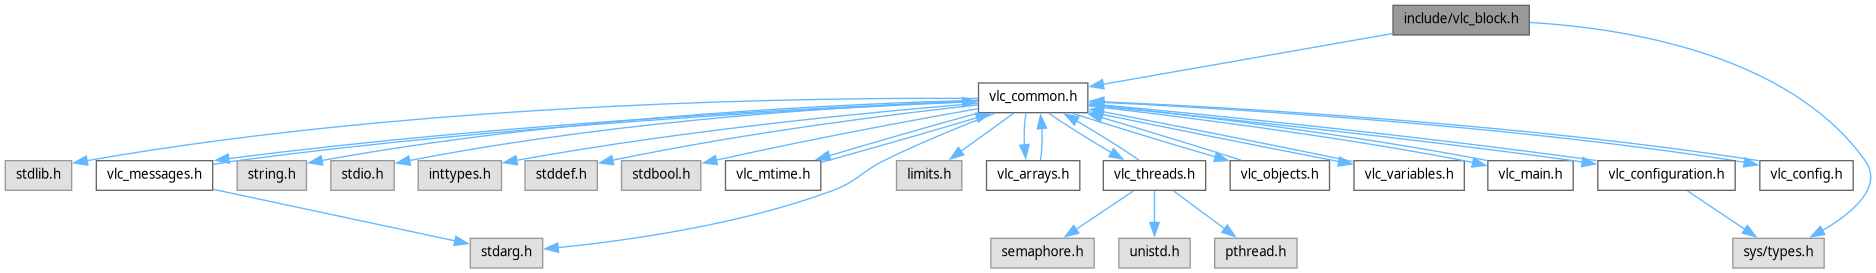 include/vlc_block.h
vlc_common.h
stdlib.h
vlc_messages.h
string.h
stdio.h
inttypes.h
stddef.h
stdbool.h
vlc_mtime.h
limits.h
vlc_arrays.h
vlc_threads.h
vlc_objects.h
vlc_variables.h
vlc_main.h
vlc_configuration.h
vlc_config.h
stdarg.h
semaphore.h
unistd.h
pthread.h
sys/types.h